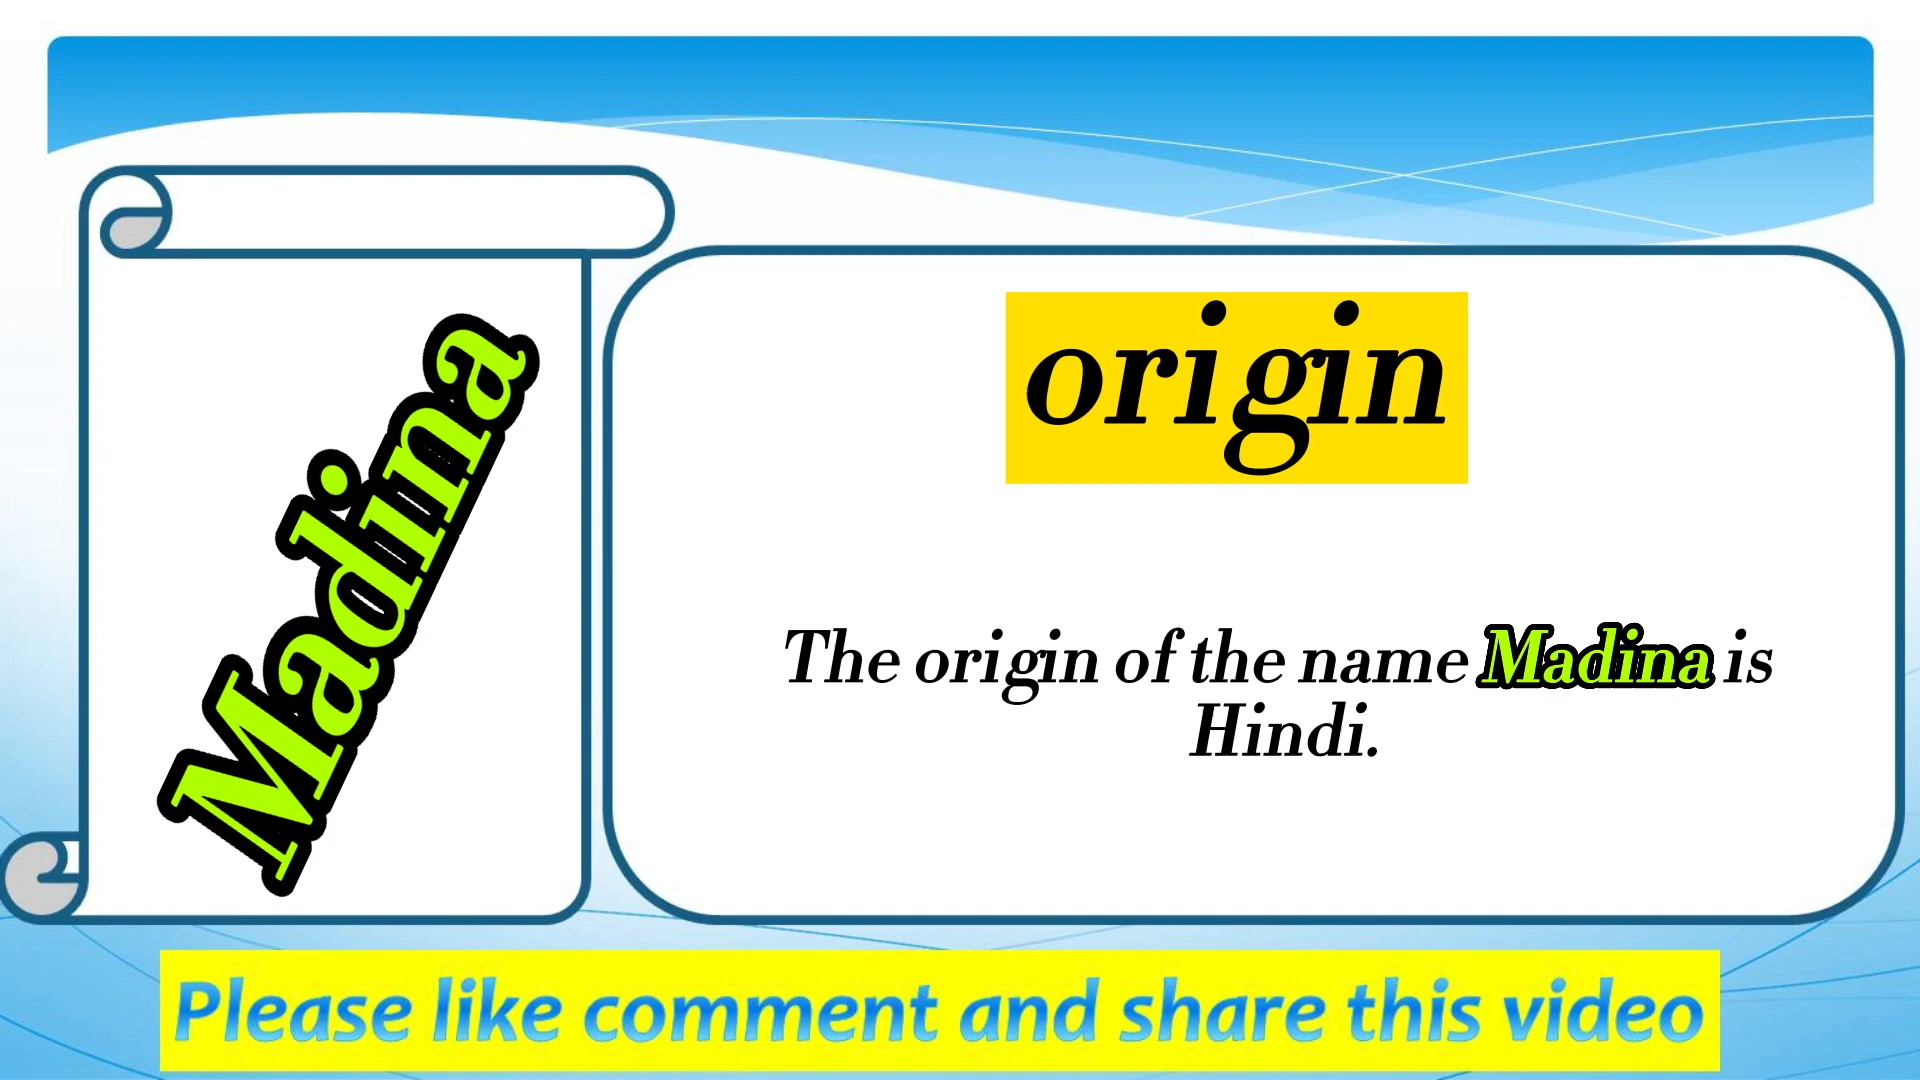 Madina
origin
The origin of the name Madina is
Hindi.
Please like comment and share this video